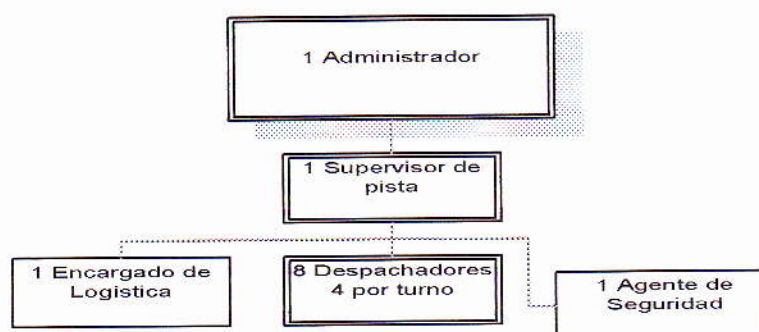 1 Administrador
1 Supervisor de
pista
1 Encargado de
Logistica
8 Despachadores
4 por turno
1 Agente de
Seguridad